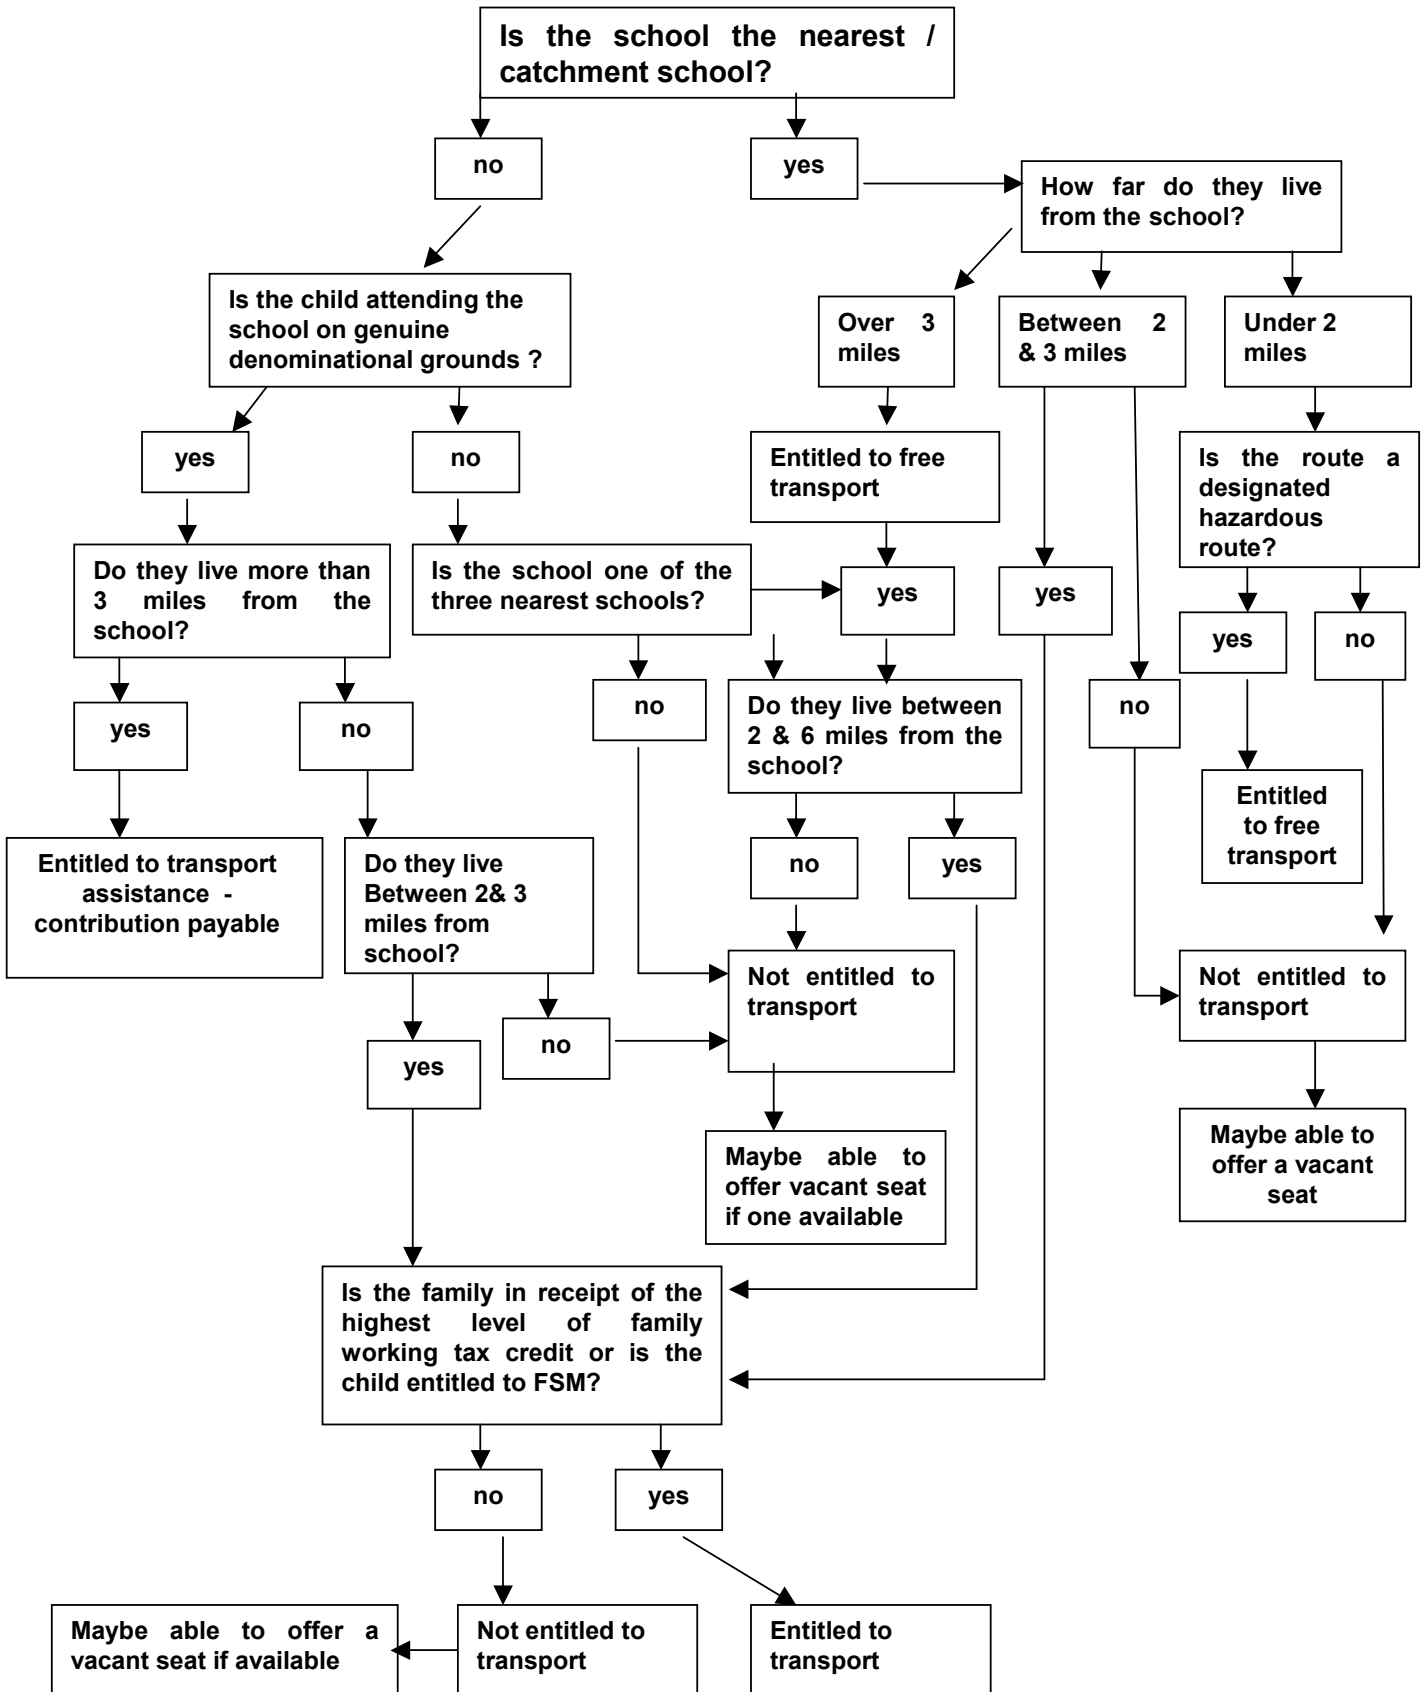 Is the school the nearest /
catchment school?
no
yes
How far do they live
from the school?
Is the child attending the
school on genuine
denominational grounds ?
Over 3
miles
Between 2
& 3 miles
Under 2
miles
yes
no
Entitled to free
transport
Is the route a
designated
hazardous
route?
Do they live more than
3 miles from the
school?
Is the school one of the
three nearest schools?
yes
yes
yes
no
yes
no
no
Do they live between
2 & 6 miles from the
school?
no
Entitled
to free
transport
Entitled to transport
assistance -
contribution payable
Do they live
Between 2& 3
miles from
school?
no
yes
Not entitled to
transport
Not entitled to
transport
no
yes
Maybe able to
offer vacant seat
if one available
Maybe able to
offer a vacant
seat
Is the family in receipt of the
highest level of family
working tax credit or is the
child entitled to FSM?
no
yes
Maybe able to offer a
vacant seat if available
Not entitled to
transport
Entitled to
transport